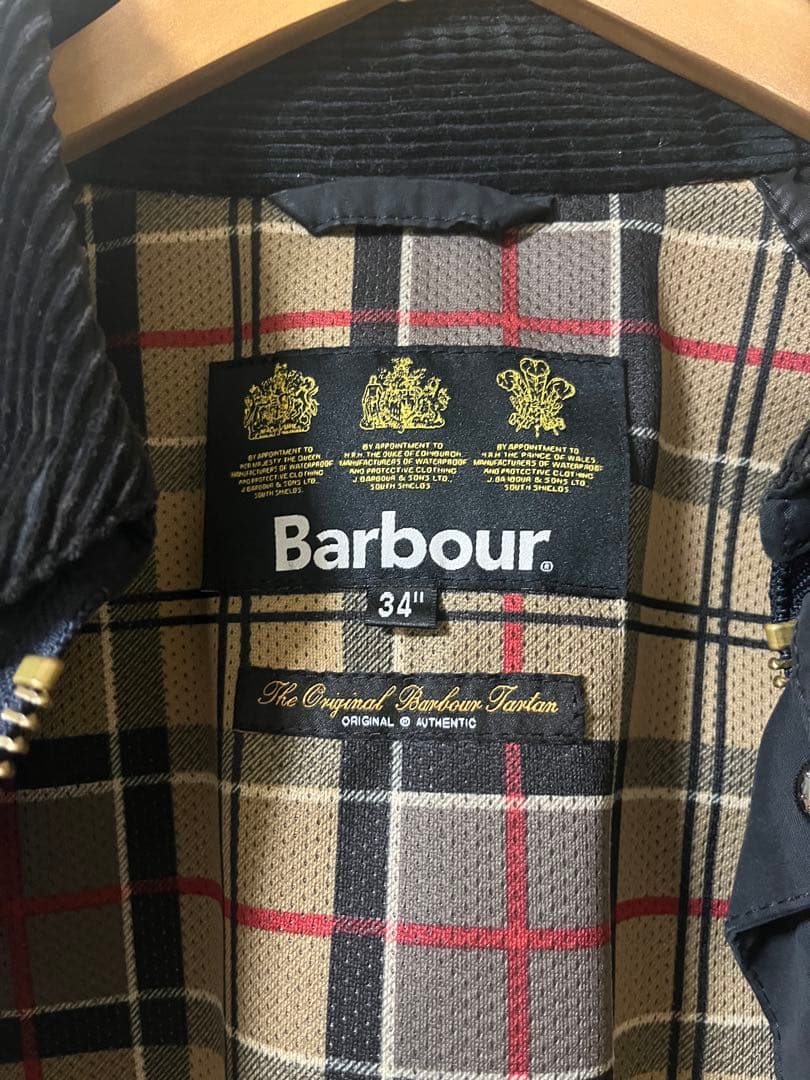 BY APPOINTMENT TO
HER MAJESTY THE QUEEN
MANUFACTURERS OF WATERPROOF
AND PROTECTIVE CLOTHING
J. BARBOUR & SONS LTD.,
SOUTH SHIELDS.
BY APPOINTMENT TO
H.R.H. THE DUKE OF EDINBURGH
MANUFACTURERS OF WATERPROOF
AND PROTECTIVE CLOTHING
J. BARBOUR & SONS LTD.,
SOUTH SHIELDS.
BY APPOINTMENT TO
H.R.H. THE PRINCE OF WALES
MANUFACTURERS OF WATERPROOF
AND PROTECTIVE CLOTHING
J. BARBOUR & SONS LTD.,
SOUTH SHIELDS.
Barbour®
34"
The Original Barbour Tartan
ORIGINAL © AUTHENTIC